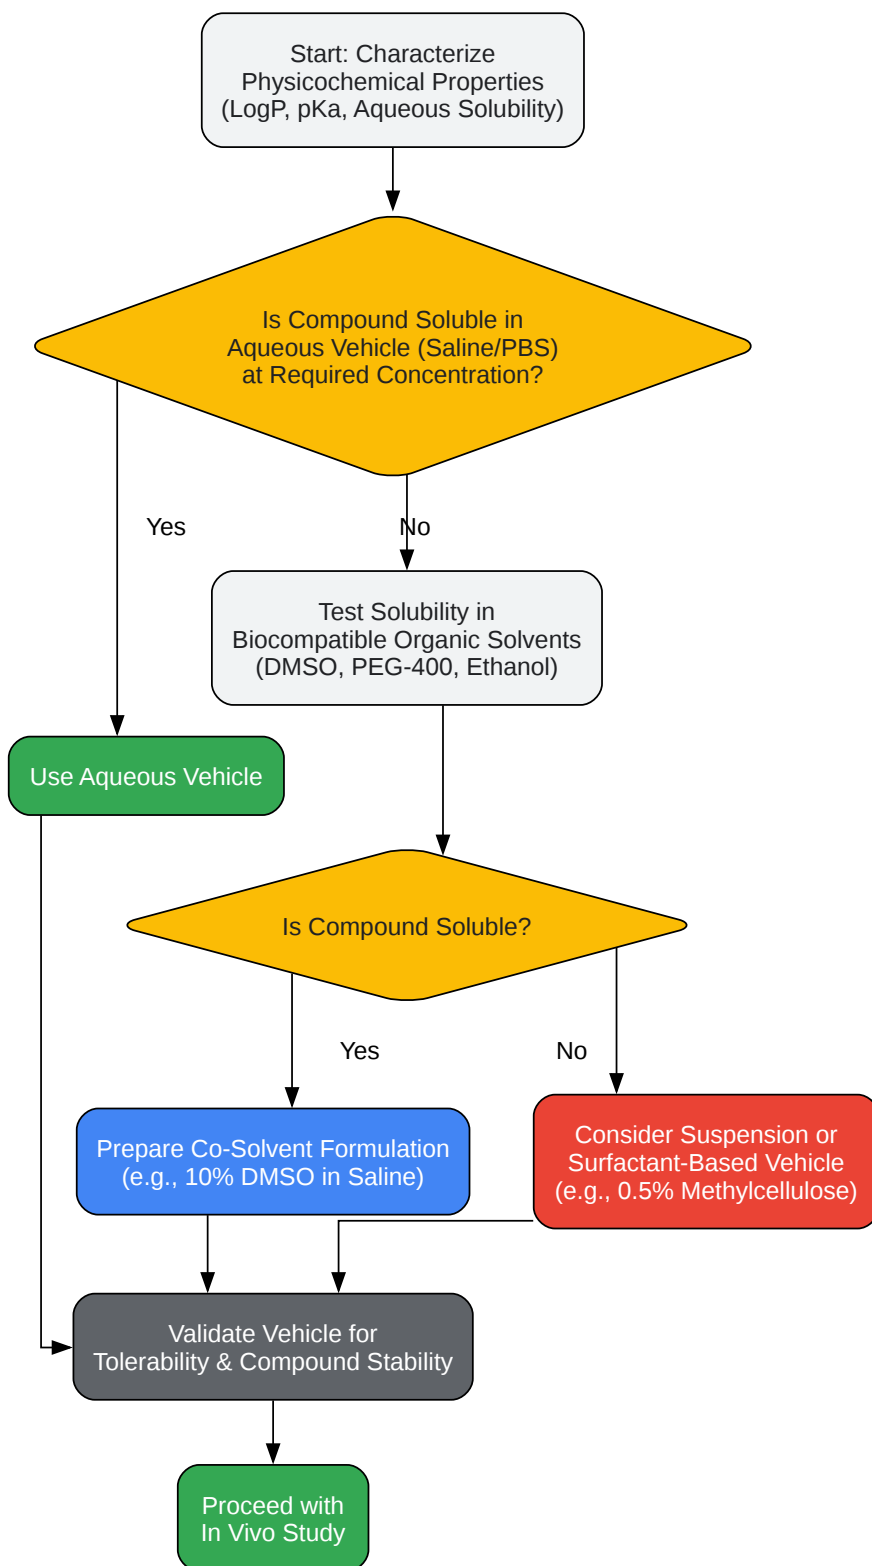 Start: Characterize
Physicochemical Properties
(LogP, pKa, Aqueous Solubility)
Is Compound Soluble in
Aqueous Vehicle (Saline/PBS)
at Required Concentration?
Yes
No
Test Solubility in
Biocompatible Organic Solvents
(DMSO, PEG-400, Ethanol)
Use Aqueous Vehicle
Is Compound Soluble?
Yes
No
Prepare Co-Solvent Formulation
(e.g., 10% DMSO in Saline)
Consider Suspension or
Surfactant-Based Vehicle
(e.g., 0.5% Methylcellulose)
Validate Vehicle for
Tolerability & Compound Stability
Proceed with
In Vivo Study